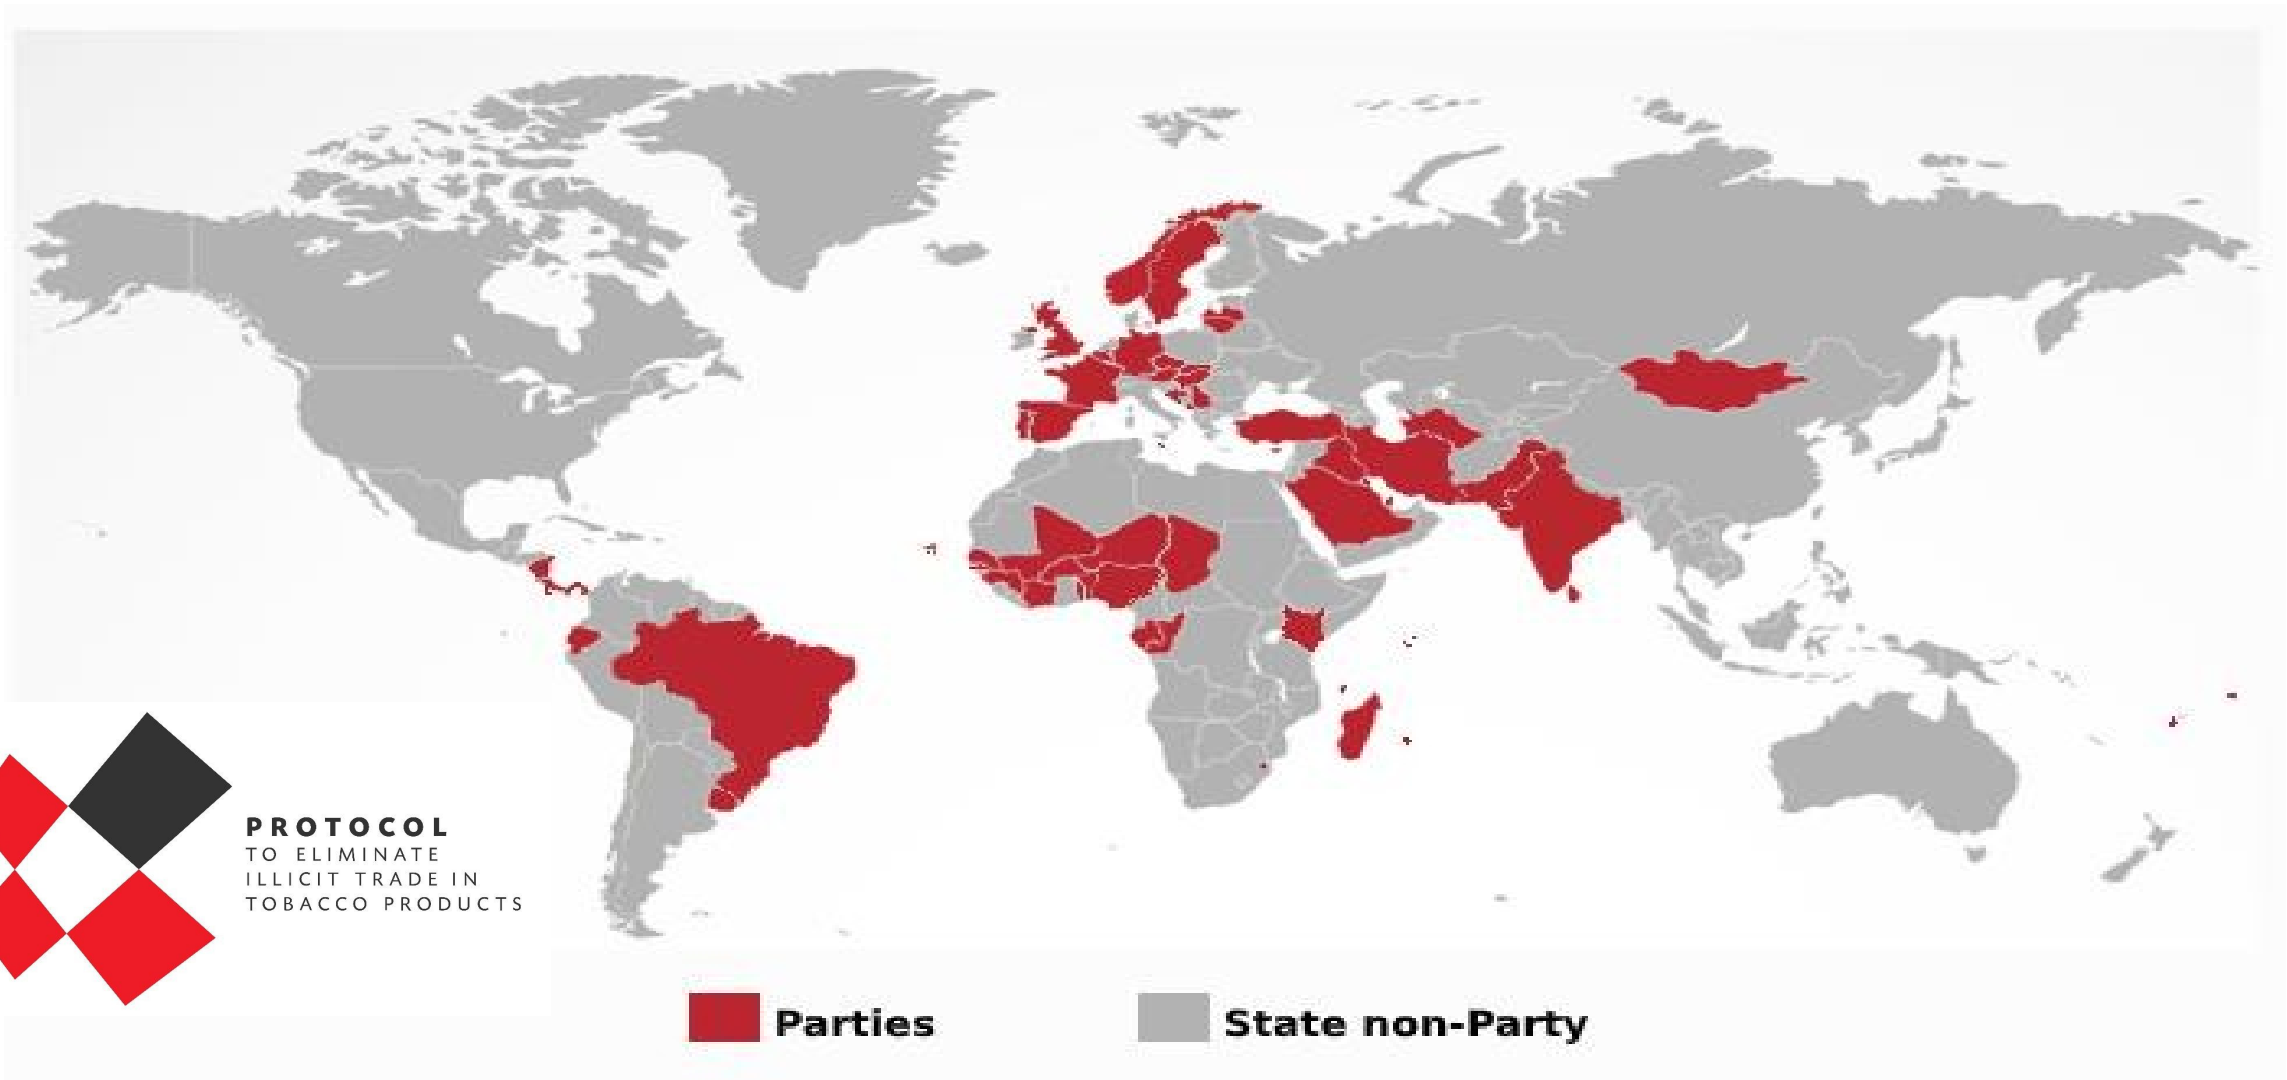 PROTOCOL
TO ELIMINATE
ILLICIT TRADE IN
TOBACCO PRODUCTS
Parties
State non-Party